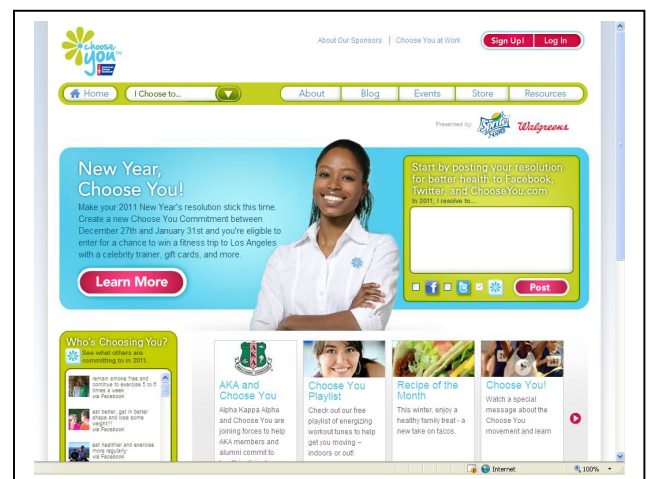 choose
you™
About Our Sponsors | Choose You at Work
Sign Up! Log In
Home
I Choose to...
About Blog Events Store Resources
Presented by:
Walgreens
New Year,
Choose You!
Make your 2011 New Year's resolution stick this time.
Create a new Choose You Commitment between
December 27th and January 31st and you're eligible to
enter for a chance to win a fitness trip to Los Angeles
with a celebrity trainer, gift cards, and more.
Learn More
Start by posting your resolution
for better health to Facebook,
Twitter, and ChooseYou.com
In 2011, I resolve to...
Post
Who's Choosing You?
See what others are
committing to in 2011.
remain smoke free and
continue to exercise 5 to 6
times a week
via Facebook
eat better, get in better
shape and lose some
weight!!
via Facebook
eat healthier and exercise
more regularly
via Facebook
AKA
AKA and
Choose You
Alpha Kappa Alpha
and Choose You are
joining forces to help
AKA members and
alumni commit to
Choose You
Playlist
Check out our free
playlist of energizing
workout tunes to help
get you moving –
indoors or out!
Recipe of the
Month
This winter, enjoy a
healthy family treat - a
new take on tacos.
Choose You!
Watch a special
message about the
Choose You
movement and learn
Internet
100%